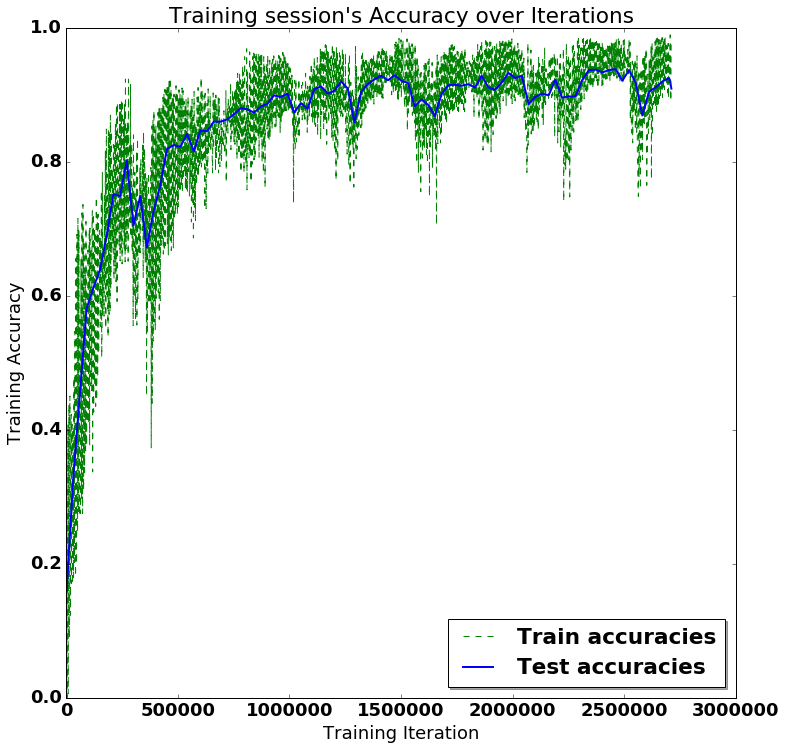 Training session's Accuracy over Iterations
1.0
0.8
0.6
0.4
0.2
0.0
Training Accuracy
Train accuracies
Test accuracies
0 500000 1000000 1500000 2000000 2500000 3000000
Training Iteration